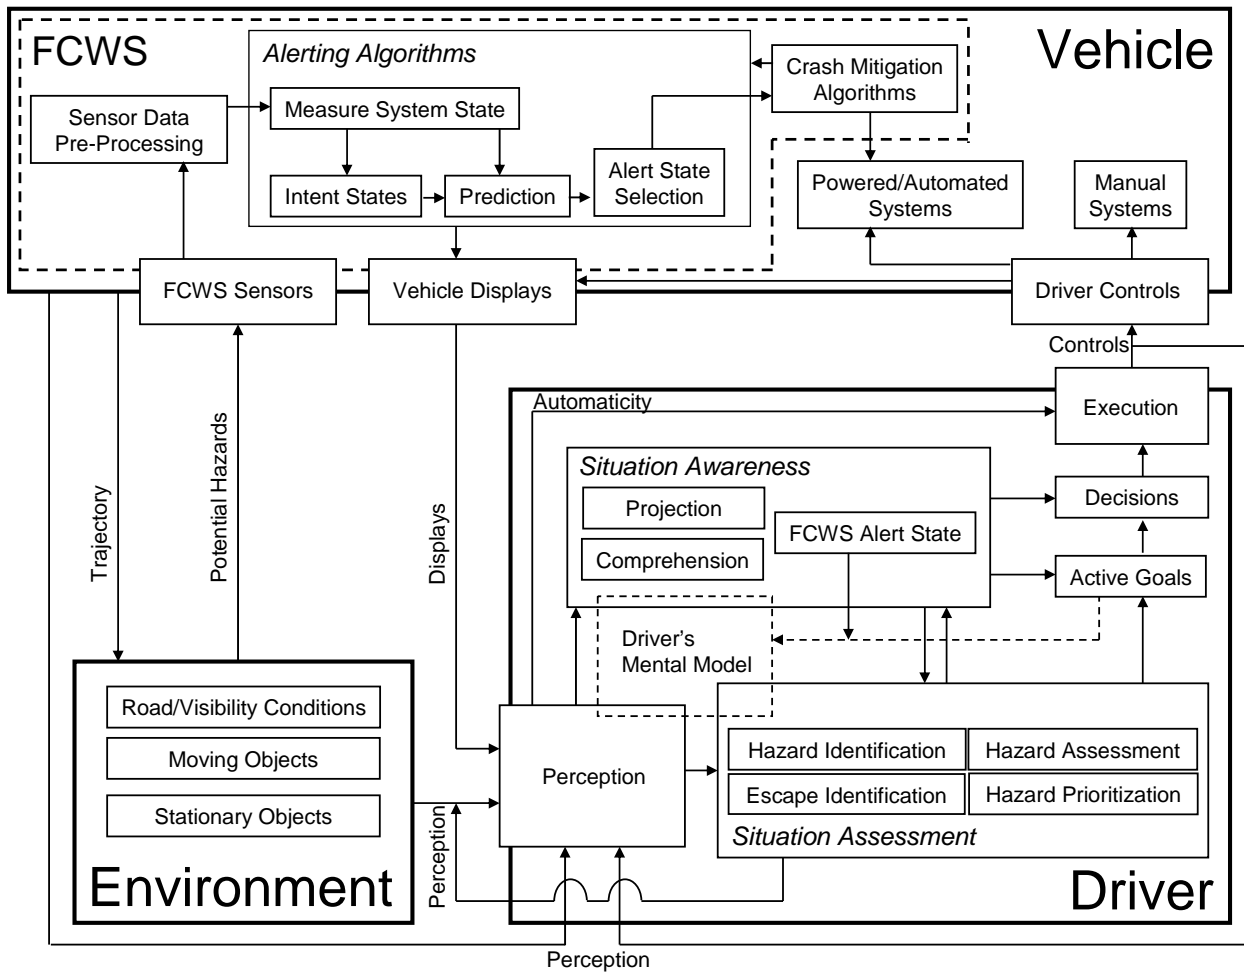 FCWS
Alerting Algorithms
Vehicle
Crash Mitigation
Algorithms
Sensor Data
Pre-Processing
Measure System State
Alert State
Selection
Intent States
Prediction
Powered/Automated
Systems
Manual
Systems
FCWS Sensors
Vehicle Displays
Driver Controls
Controls
Automaticity
Execution
Trajectory
Potential Hazards
Displays
Situation Awareness
Projection
FCWS Alert State
Comprehension
Decisions
Active Goals
Driver’s
Mental Model
Road/Visibility Conditions
Moving Objects
Stationary Objects
Environment
Perception
Perception
Hazard Identification
Hazard Assessment
Escape Identification
Hazard Prioritization
Situation Assessment
Driver
Perception